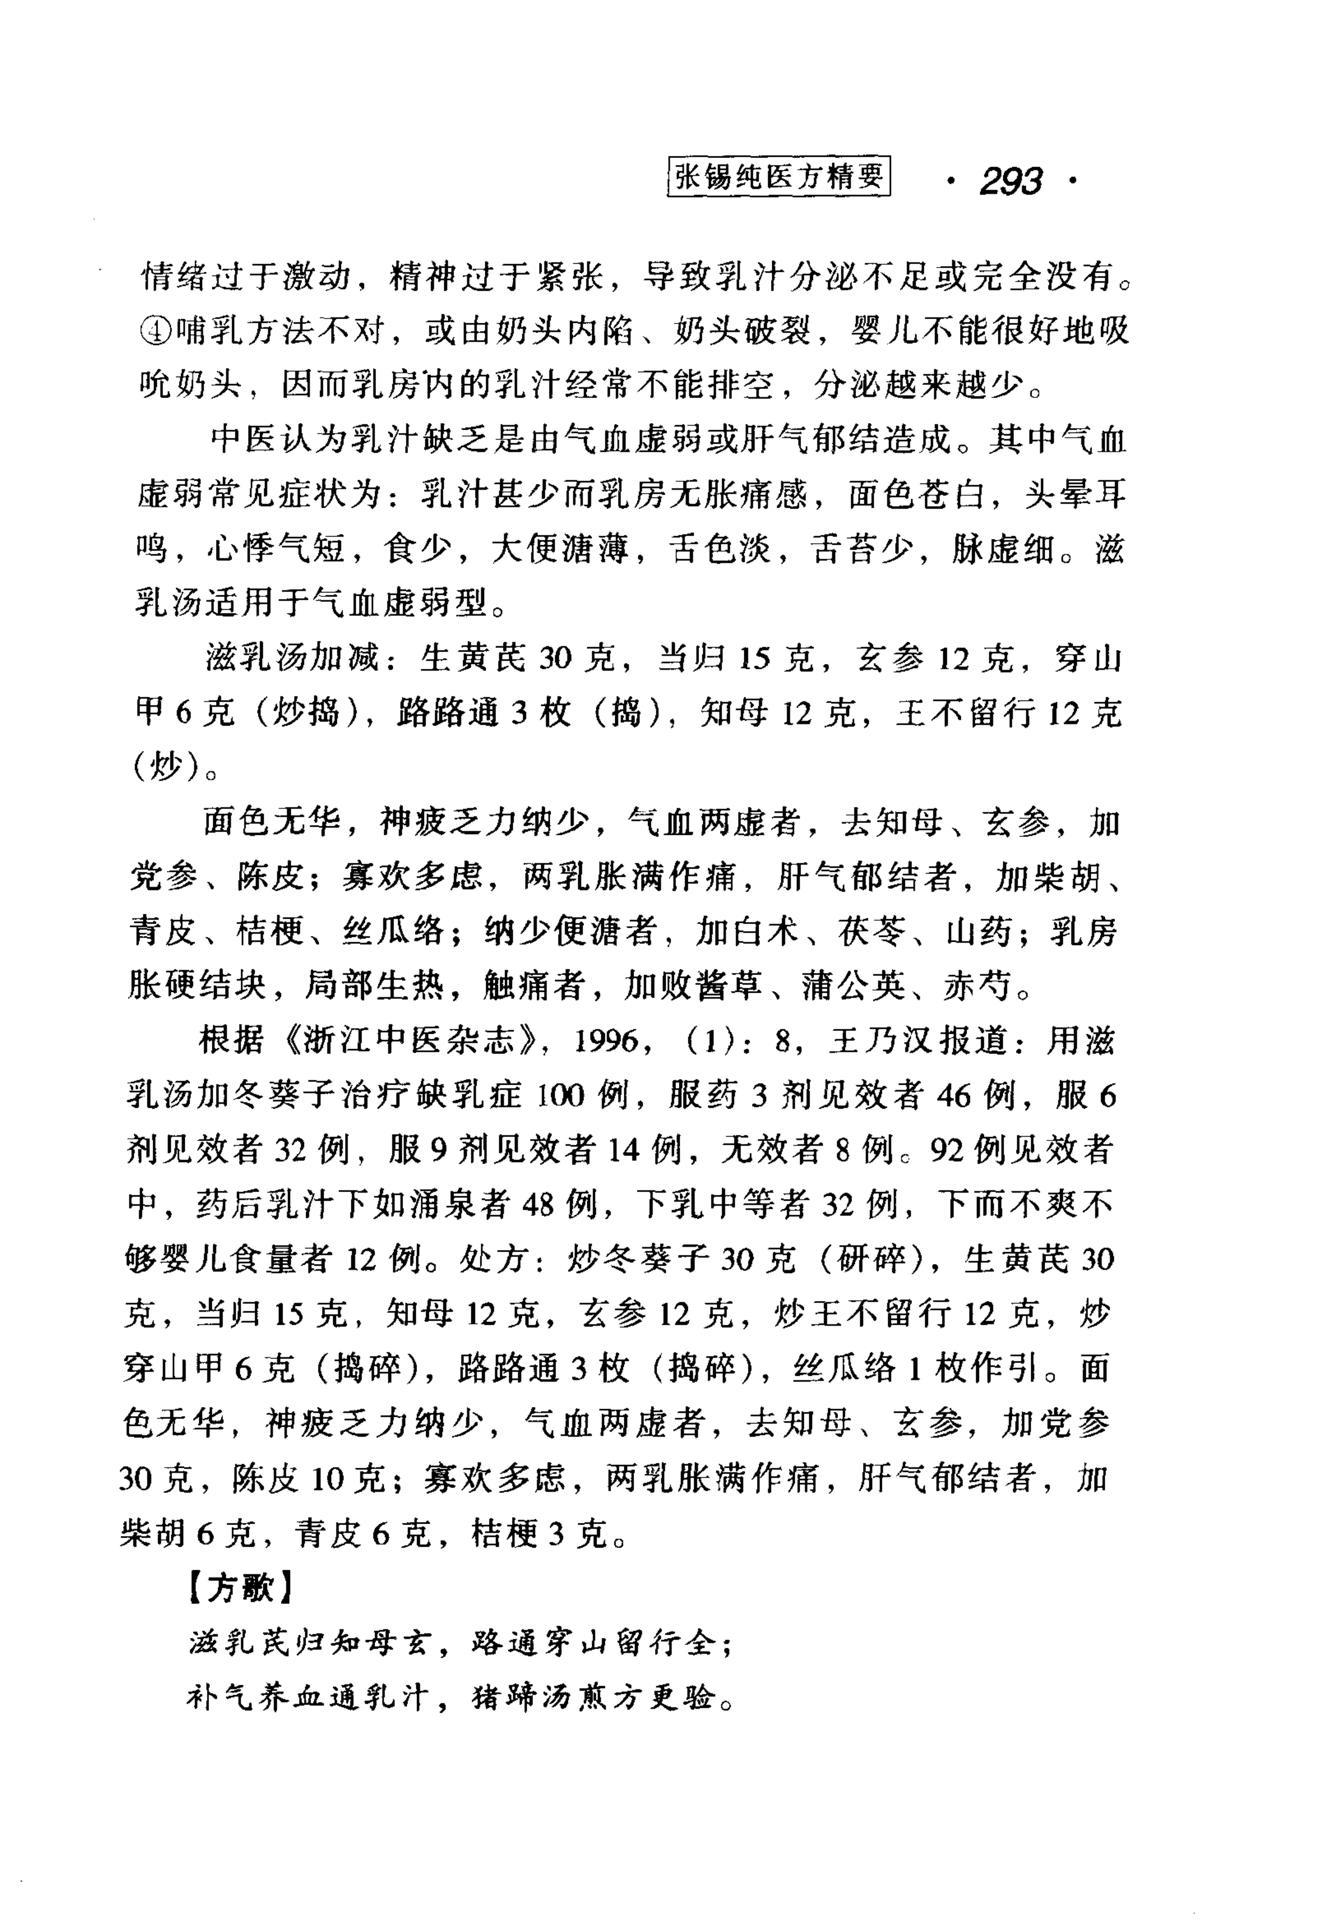 张锡纯医方精要 · 293 ·
情绪过于激动，精神过于紧张，导致乳汁分泌不足或完全没有。
④哺乳方法不对，或由奶头内陷、奶头破裂，婴儿不能很好地吸
吮奶头，因而乳房内的乳汁经常不能排空，分泌越来越少。
中医认为乳汁缺乏是由气血虚弱或肝气郁结造成。其中气血
虚弱常见症状为：乳汁甚少而乳房无胀痛感，面色苍白，头晕耳
鸣，心悸气短，食少，大便溏薄，舌色淡，舌苔少，脉虚细。滋
乳汤适用于气血虚弱型。
滋乳汤加减：生黄芪 30 克，当归 15 克，玄参 12 克，穿山
甲 6 克（炒捣），路路通 3 枚（捣），知母 12 克，王不留行 12 克
（炒）。
面色无华，神疲乏力纳少，气血两虚者，去知母、玄参，加
党参、陈皮；寡欢多虑，两乳胀满作痛，肝气郁结者，加柴胡、
青皮、桔梗、丝瓜络；纳少便溏者，加白术、茯苓、山药；乳房
胀硬结块，局部生热，触痛者，加败酱草、蒲公英、赤芍。
根据《浙江中医杂志》，1996，（1）：8，王乃汉报道：用滋
乳汤加冬葵子治疗缺乳症 100 例，服药 3 剂见效者 46 例，服 6
剂见效者 32 例，服 9 剂见效者 14 例，无效者 8 例。92 例见效者
中，药后乳汁下如涌泉者 48 例，下乳中等者 32 例，下而不爽不
够婴儿食量者 12 例。处方：炒冬葵子 30 克（研碎），生黄芪 30
克，当归 15 克，知母 12 克，玄参 12 克，炒王不留行 12 克，炒
穿山甲 6 克（捣碎），路路通 3 枚（捣碎），丝瓜络 1 枚作引。面
色无华，神疲乏力纳少，气血两虚者，去知母、玄参，加党参
30 克，陈皮 10 克；寡欢多虑，两乳胀满作痛，肝气郁结者，加
柴胡 6 克，青皮 6 克，桔梗 3 克。
【方歌】
滋乳芪归知母玄，路通穿山留行全；
补气养血通乳汁，猪蹄汤煎方更验。